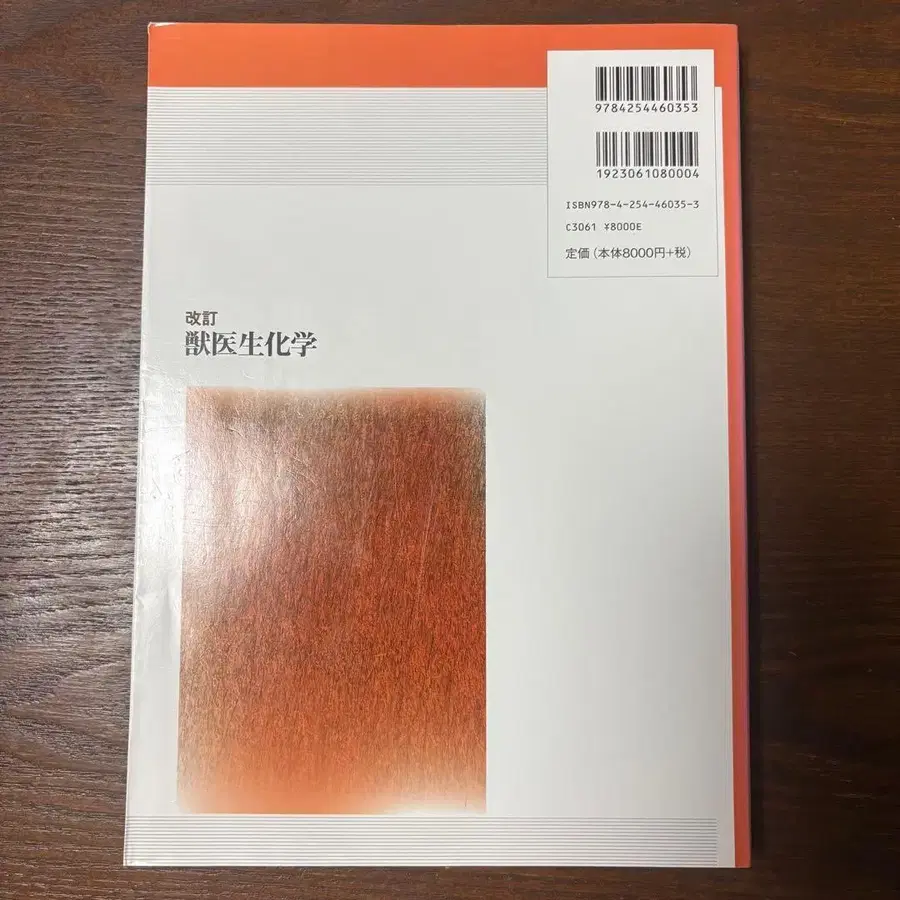 9784254460353
1923061080004
ISBN978-4-254-46035-3
C3061 ¥8000E
定価(本体8000円+税)
改訂
獣医生化学